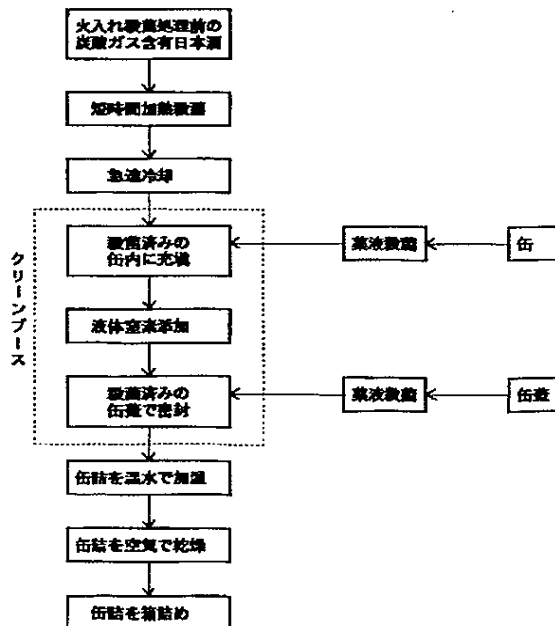 火入れ殺菌処理前の
炭酸ガス含有日本酒
短時間加熱殺菌
急速冷却
クリーンブース
殺菌済みの
缶内に充填
薬液殺菌
缶
液体窒素添加
殺菌済みの
缶蓋で密封
薬液殺菌
缶蓋
缶詰を温水で加温
缶詰を空気で乾燥
缶詰を箱詰め